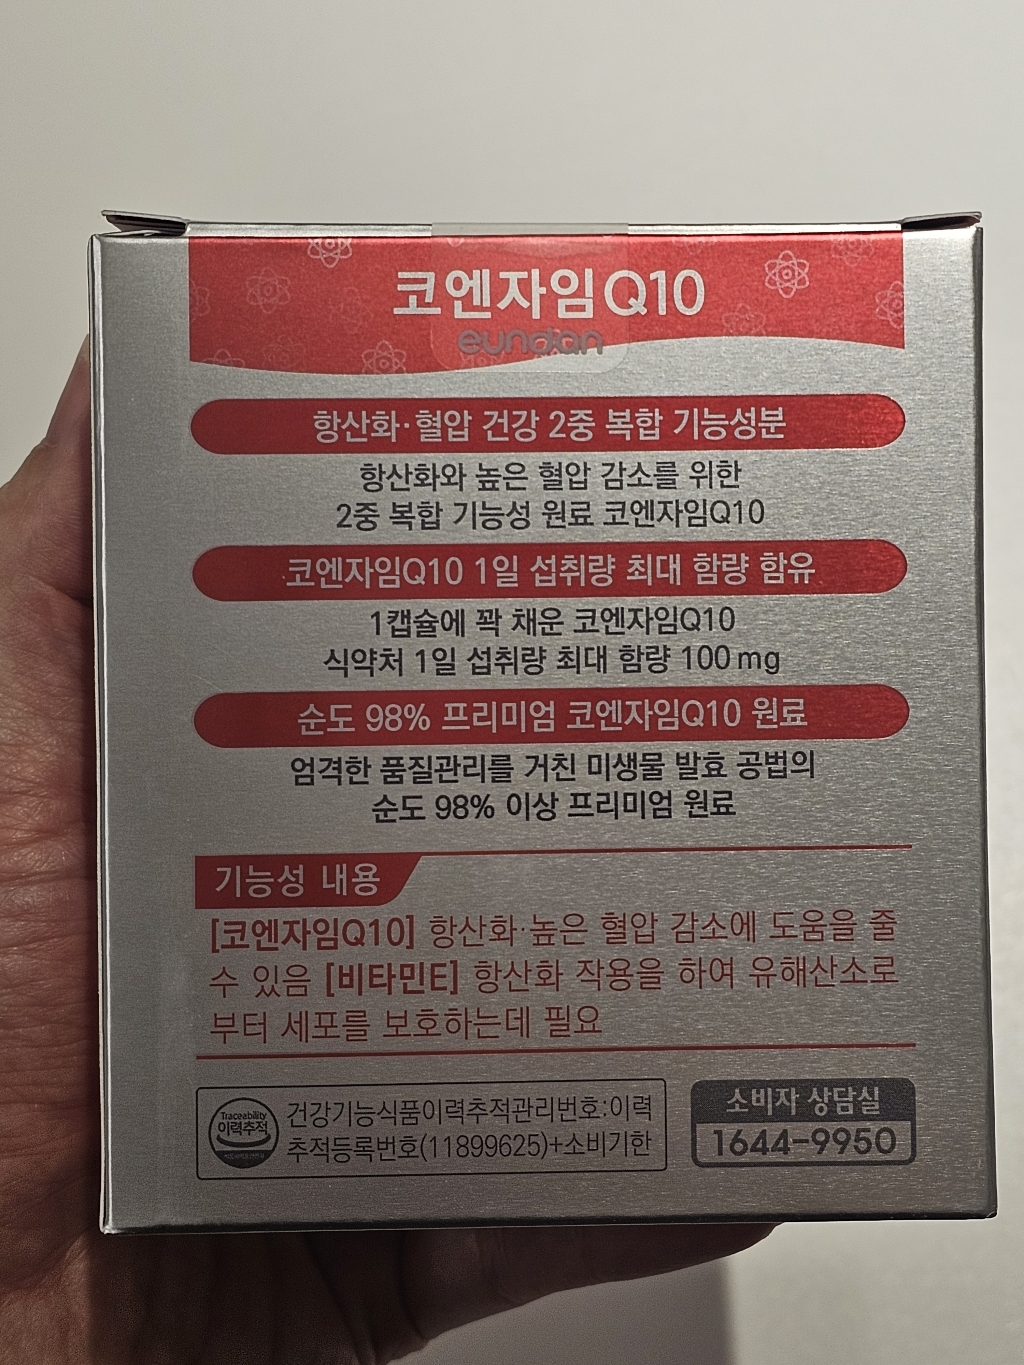 코엔자임Q10
eundan
항산화·혈압 건강 2중 복합 기능성분
항산화와 높은 혈압 감소를 위한
2중 복합 기능성 원료 코엔자임Q10
코엔자임Q10 1일 섭취량 최대 함량 함유
1캡슐에 꽉 채운 코엔자임Q10
식약처 1일 섭취량 최대 함량 100mg
순도 98% 프리미엄 코엔자임Q10 원료
엄격한 품질관리를 거친 미생물 발효 공법의
순도 98% 이상 프리미엄 원료
기능성 내용
[코엔자임Q10] 항산화·높은 혈압 감소에 도움을 줄
수 있음 [비타민E] 항산화 작용을 하여 유해산소로
부터 세포를 보호하는데 필요
Traceability
이력추적
건강기능식품이력추적관리번호:이력
추적등록번호(11899625)+소비기한
소비자 상담실
1644-9950